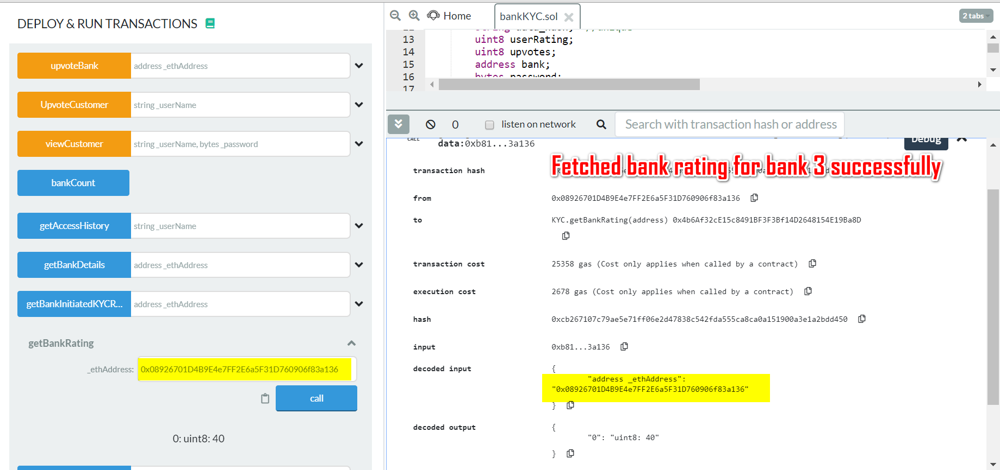 DEPLOY & RUN TRANSACTIONS
upvoteBank
address _ethAddress
UpvoteCustomer
string _userName
viewCustomer
string _userName, bytes _password
bankCount
getAccessHistory
string _userName
getBankDetails
address _ethAddress
getBankInitiatedKYCR...
address _ethAddress
getBankRating
_ethAddress:
0x08926701D4B9E4e7FF2E6a5F31D760906f83a136
call
0: uint8: 40
Home
bankKYC.sol
2 tabs
13 uint8 userRating;
14 uint8 upvotes;
15 address bank;
16 bytes password;
17
0
listen on network
Search with transaction hash or address
CALL
data:0xb81...3a136
Debug
Fetched bank rating for bank 3 successfully
transaction hash
from
0x08926701D4B9E4e7FF2E6a5F31D760906f83a136
to
KYC.getBankRating(address) 0x4b6Af32cE15c8491BF3F3Bf14D2648154E19Ba8D
transaction cost
25358 gas (Cost only applies when called by a contract)
execution cost
2678 gas (Cost only applies when called by a contract)
hash
0xcb267107c79ae5e71ff06e2d47838c542fda555ca8ca0a151900a3e1a2bdd450
input
0xb81...3a136
decoded input
{
"address _ethAddress":
"0x08926701D4B9E4e7FF2E6a5F31D760906f83a136"
}
decoded output
{
"0": "uint8: 40"
}